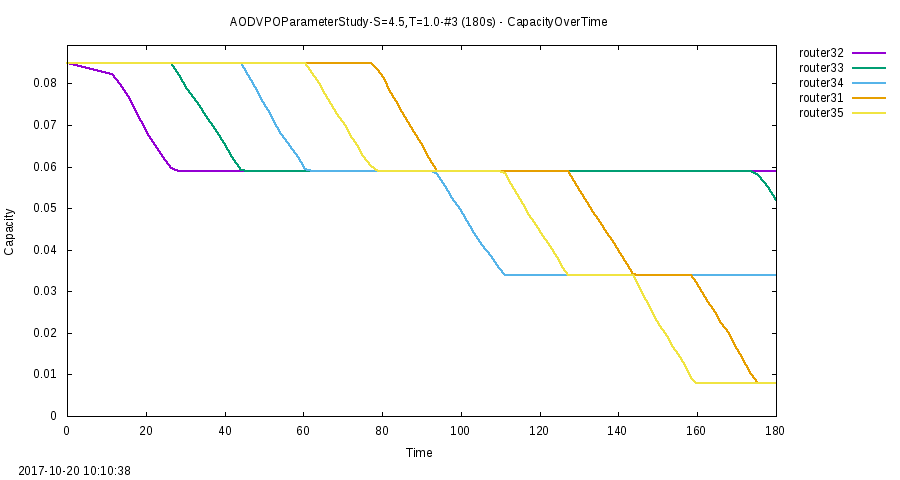 AODVPOParameterStudy-S=4.5,T=1.0-#3 (180s) - CapacityOverTime
router32
router33
router34
router31
router35
0.08
0.07
0.06
0.05
0.04
0.03
0.02
0.01
0
Capacity
0 20 40 60 80 100 120 140 160 180
Time
2017-10-20 10:10:38